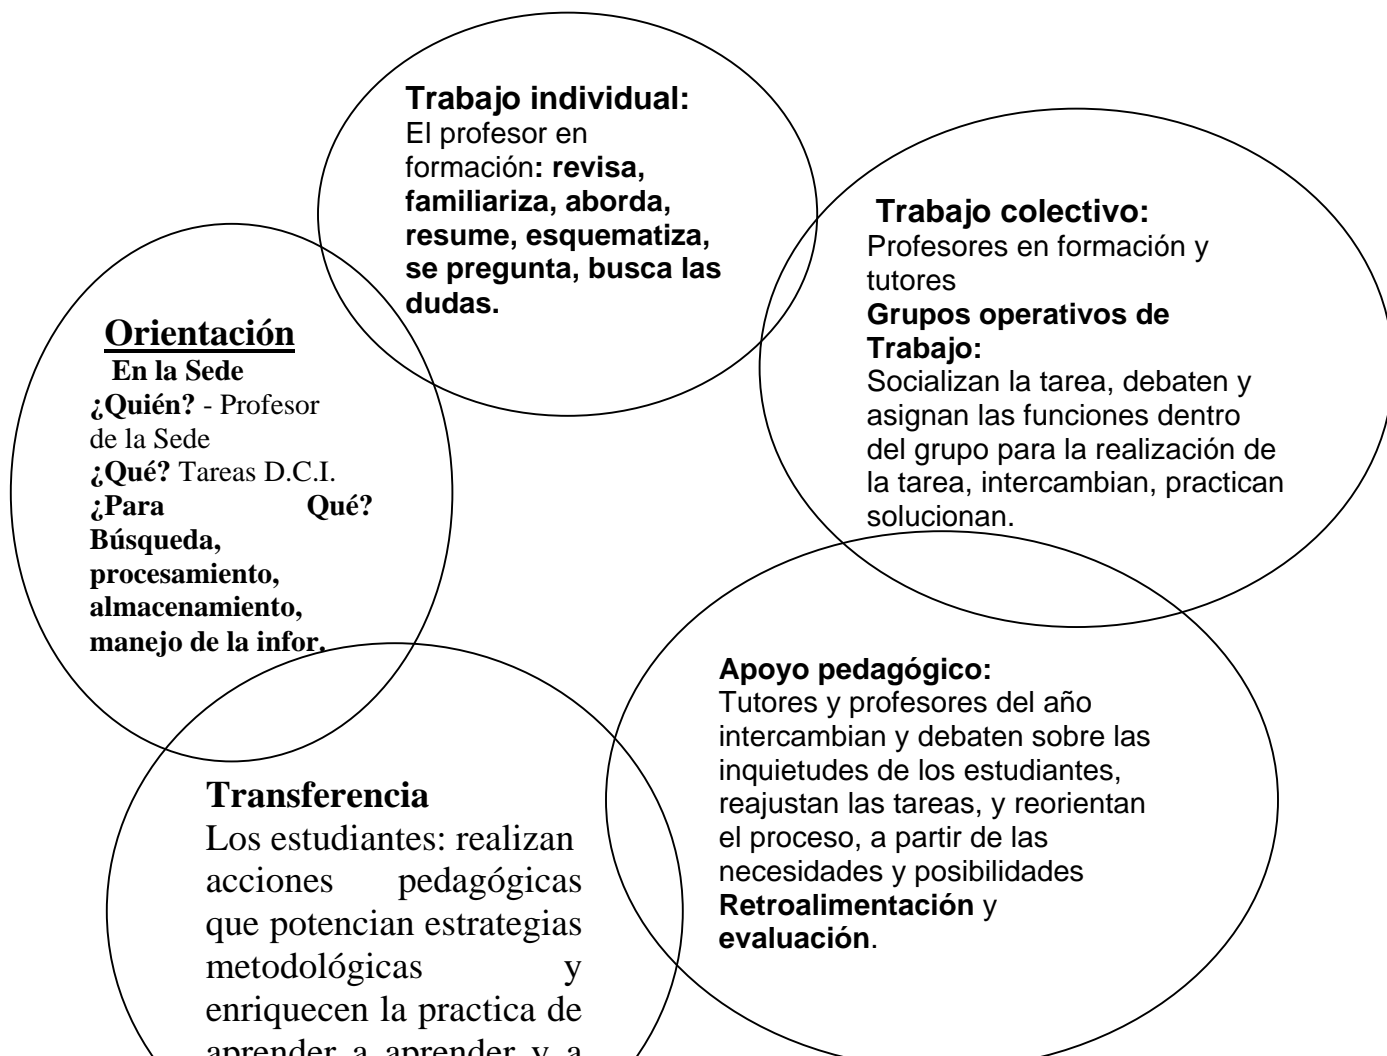 Trabajo individual:
El profesor en
formación: revisa,
familiariza, aborda,
resume, esquematiza,
se pregunta, busca las
dudas.
Trabajo colectivo:
Profesores en formación y
tutores
Grupos operativos de
Trabajo:
Socializan la tarea, debaten y
asignan las funciones dentro
del grupo para la realización de
la tarea, intercambian, practican
solucionan.
Orientación
En la Sede
¿Quién? - Profesor
de la Sede
¿Qué? Tareas D.C.I.
¿Para Qué?
Búsqueda,
procesamiento,
almacenamiento,
manejo de la infor.
Apoyo pedagógico:
Tutores y profesores del año
intercambian y debaten sobre las
inquietudes de los estudiantes,
reajustan las tareas, y reorientan
el proceso, a partir de las
necesidades y posibilidades
Retroalimentación y
evaluación.
Transferencia
Los estudiantes: realizan
acciones pedagógicas
que potencian estrategias
metodológicas y
enriquecen la practica de
aprender a aprender y a